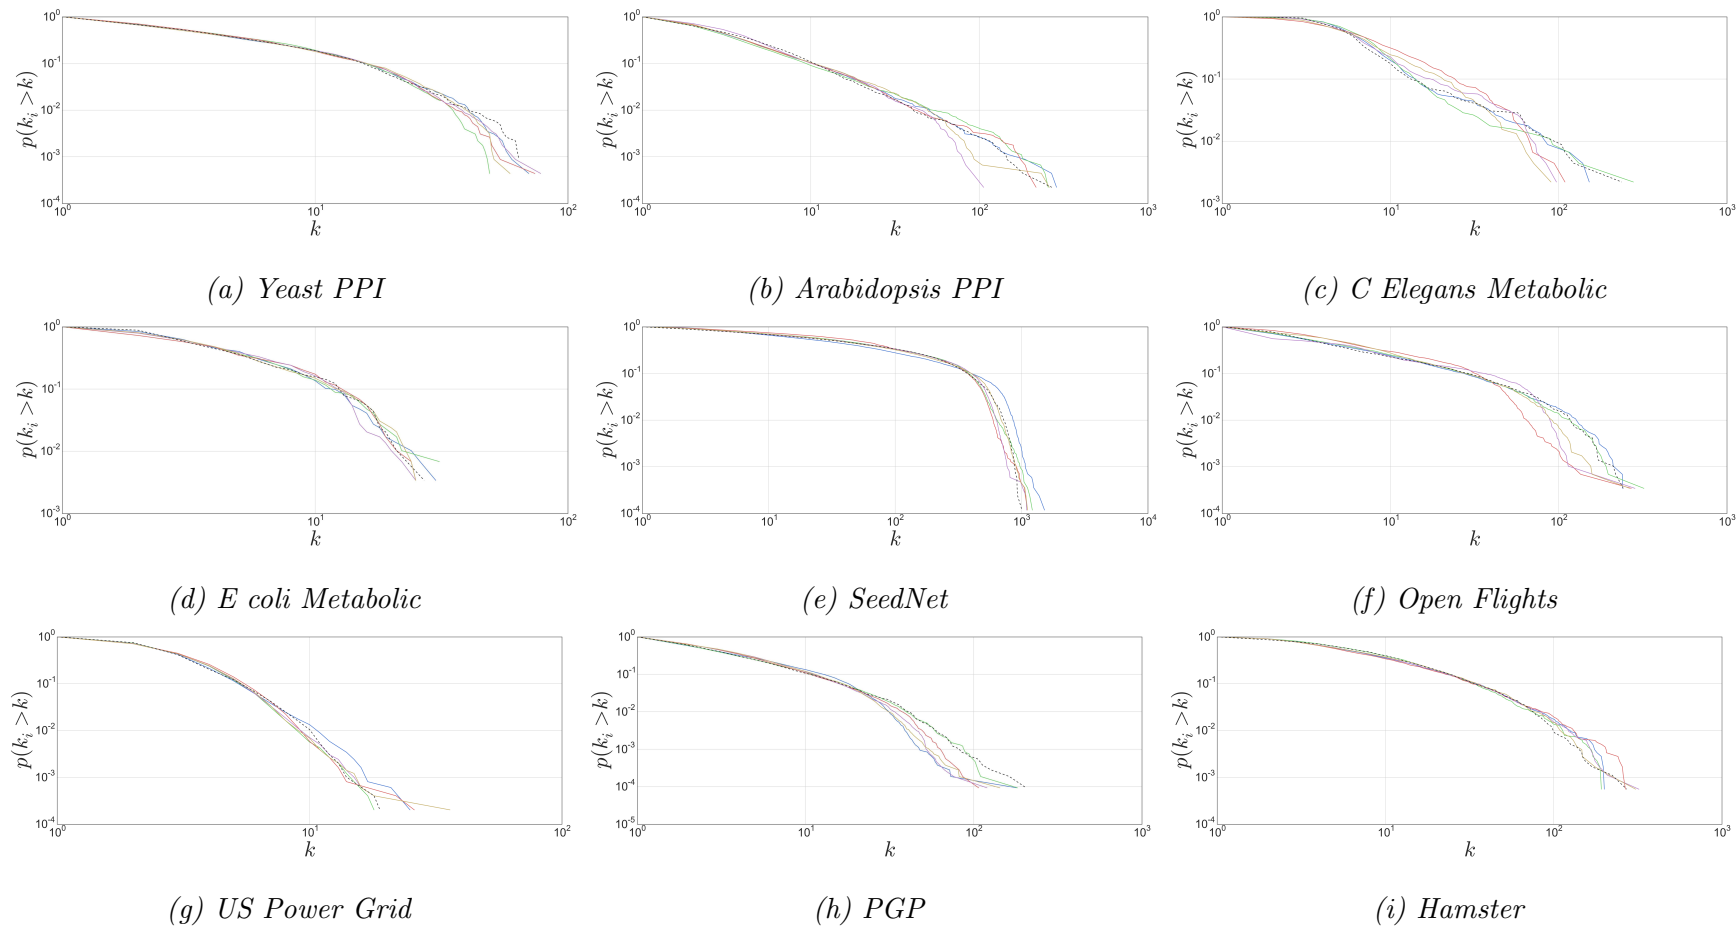 10^0 10^0 10^0
10^-1 10^-1 10^-1
10^-2 10^-2 10^-2
10^-3 10^-3 10^-3
10^-4 10^-4
p(k_i >k) p(k_i >k) p(k_i >k)
10^0 10^1 10^2 10^0 10^1 10^2 10^3 10^0 10^1 10^2 10^3
k k k
(a) Yeast PPI (b) Arabidopsis PPI (c) C Elegans Metabolic
10^0 10^0 10^0
10^-1 10^-1 10^-1
10^-2 10^-2 10^-2
10^-3 10^-3 10^-3
10^-4 10^-4
p(k_i >k) p(k_i >k) p(k_i >k)
10^0 10^1 10^2 10^0 10^1 10^2 10^3 10^4 10^0 10^1 10^2 10^3
k k k
(d) E coli Metabolic (e) SeedNet (f) Open Flights
10^0 10^0 10^0
10^-1 10^-1 10^-1
10^-2 10^-2 10^-2
10^-3 10^-3 10^-3
10^-4 10^-4 10^-4
10^-5
p(k_i >k) p(k_i >k) p(k_i >k)
10^0 10^1 10^2 10^0 10^1 10^2 10^3 10^0 10^1 10^2 10^3
k k k
(g) US Power Grid (h) PGP (i) Hamster